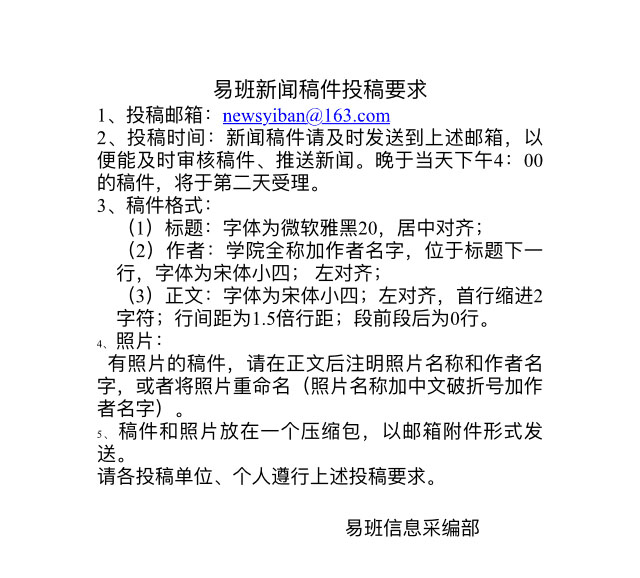 易班新闻稿件投稿要求
1、投稿邮箱：newsyiban@163.com
2、投稿时间：新闻稿件请及时发送到上述邮箱，以
便能及时审核稿件、推送新闻。晚于当天下午4：00
的稿件，将于第二天受理。
3、稿件格式：
（1）标题：字体为微软雅黑20，居中对齐；
（2）作者：学院全称加作者名字，位于标题下一
行，字体为宋体小四； 左对齐；
（3）正文：字体为宋体小四；左对齐，首行缩进2
字符；行间距为1.5倍行距；段前段后为0行。
4、照片：
有照片的稿件，请在正文后注明照片名称和作者名
字，或者将照片重命名（照片名称加中文破折号加作
者名字）。
5、稿件和照片放在一个压缩包，以邮箱附件形式发
送。
请各投稿单位、个人遵行上述投稿要求。
易班信息采编部